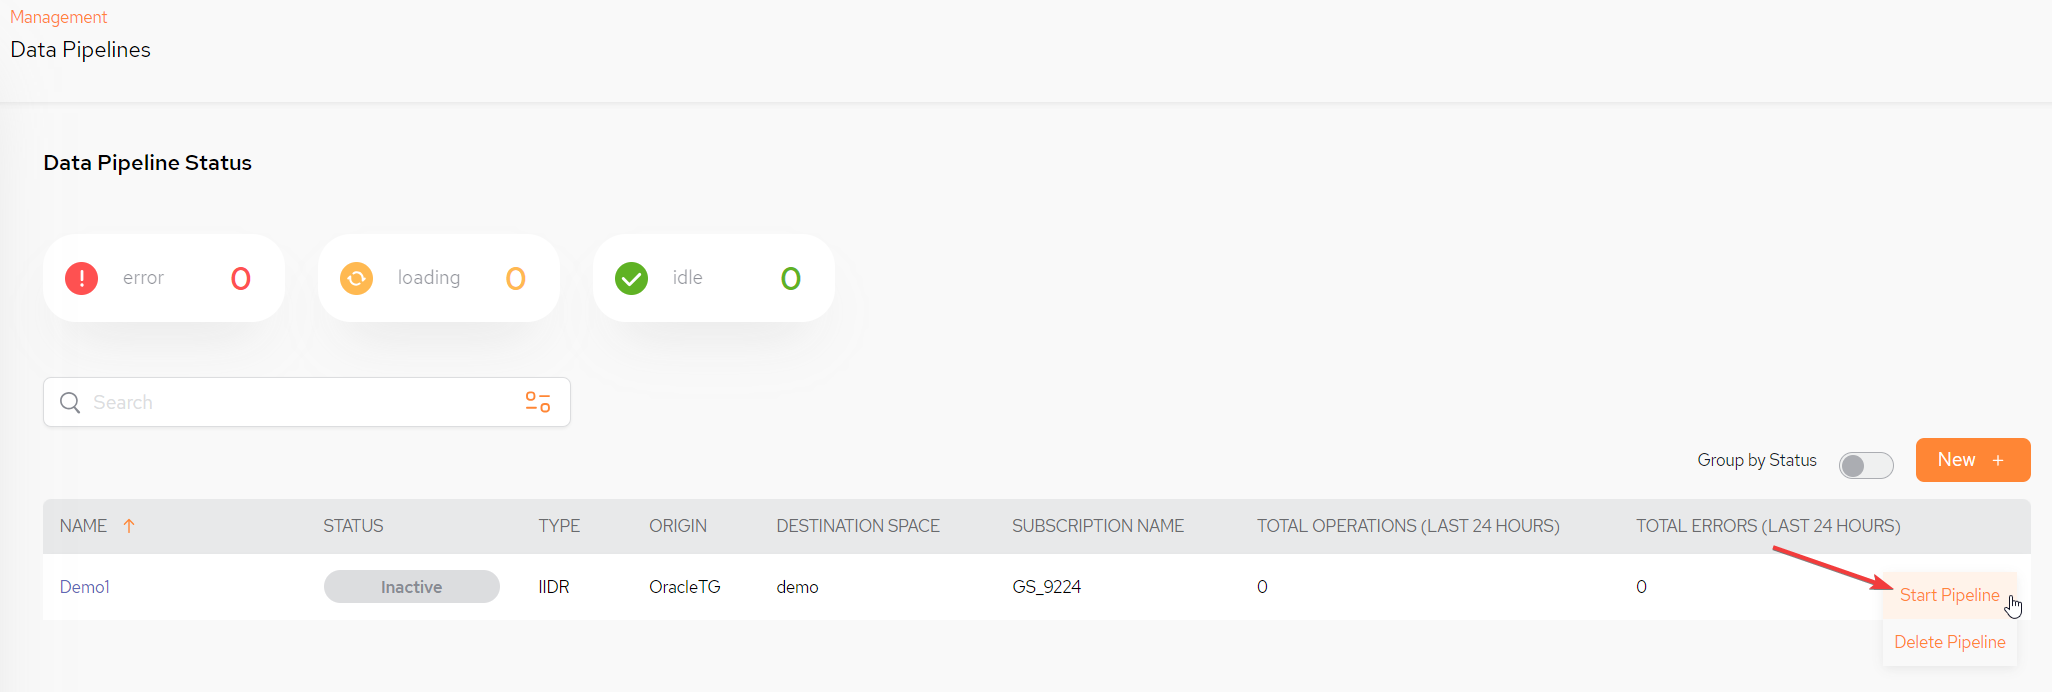 Management
Data Pipelines
Data Pipeline Status
error 0
loading 0
idle 0
Search
Group by Status
New +
NAME STATUS TYPE ORIGIN DESTINATION SPACE SUBSCRIPTION NAME TOTAL OPERATIONS (LAST 24 HOURS) TOTAL ERRORS (LAST 24 HOURS)
Demo1 Inactive IIDR OracleTG demo GS_9224 0 0
Start Pipeline
Delete Pipeline